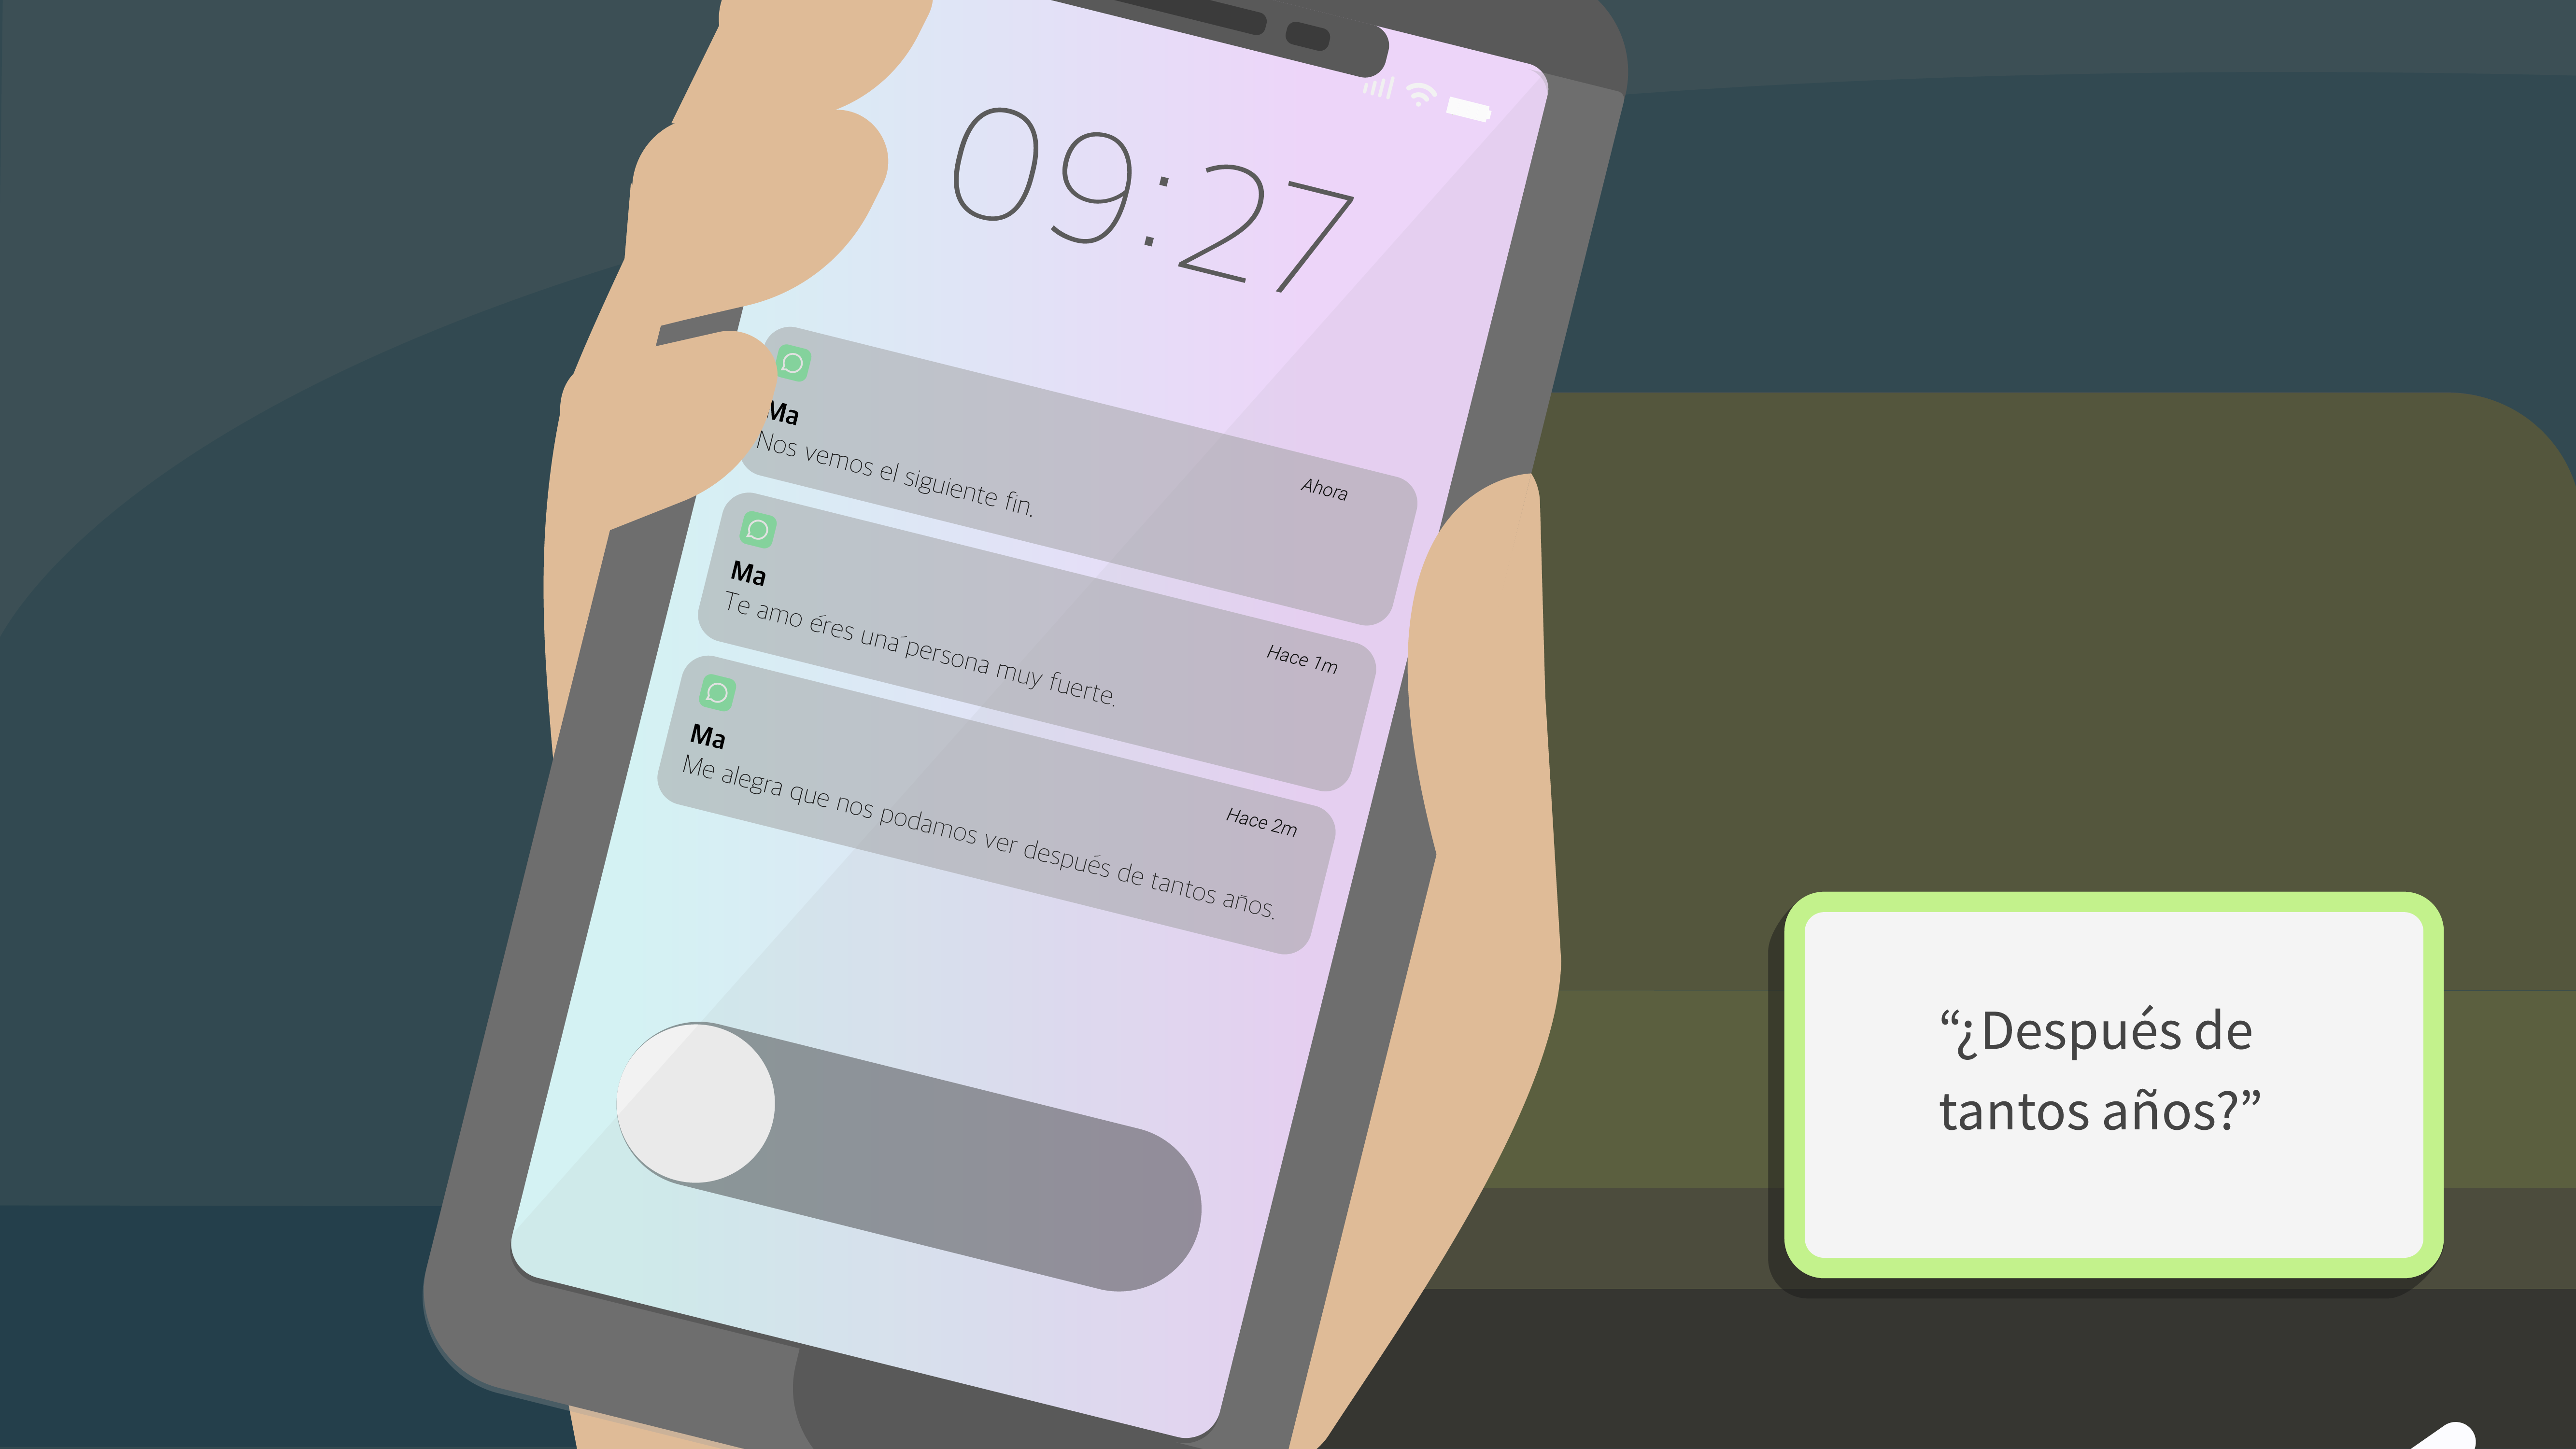 09:27
Ma
Nos vemos el siguiente fin.
Ahora
Ma
Te amo éres una´persona muy fuerte.
Hace 1m
Ma
Me alegra que nos podamos ver después de tantos años.
Hace 2m
“¿Después de
tantos años?”